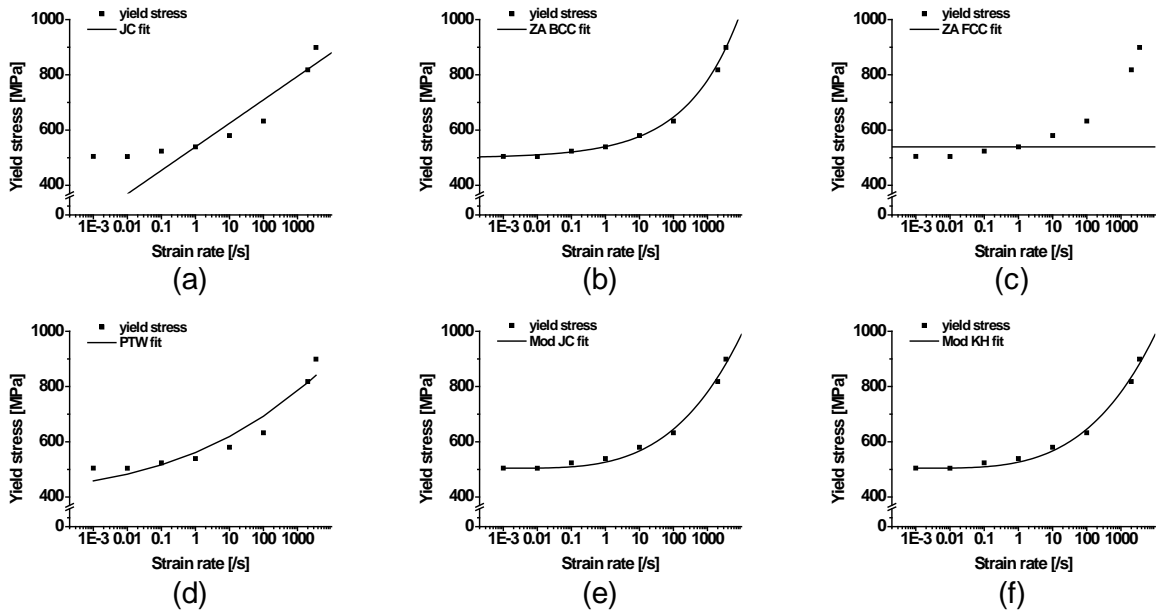 yield stress
JC fit
1000
800
600
400
0
Yield stress [MPa]
1E-3 0.01 0.1 1 10 100 1000
Strain rate [/s]
(a)
yield stress
ZA BCC fit
1000
800
600
400
0
Yield stress [MPa]
1E-3 0.01 0.1 1 10 100 1000
Strain rate [/s]
(b)
yield stress
ZA FCC fit
1000
800
600
400
0
Yield stress [MPa]
1E-3 0.01 0.1 1 10 100 1000
Strain rate [/s]
(c)
yield stress
PTW fit
1000
800
600
400
0
Yield stress [MPa]
1E-3 0.01 0.1 1 10 100 1000
Strain rate [/s]
(d)
yield stress
Mod JC fit
1000
800
600
400
0
Yield stress [MPa]
1E-3 0.01 0.1 1 10 100 1000
Strain rate [/s]
(e)
yield stress
Mod KH fit
1000
800
600
400
0
Yield stress [MPa]
1E-3 0.01 0.1 1 10 100 1000
Strain rate [/s]
(f)